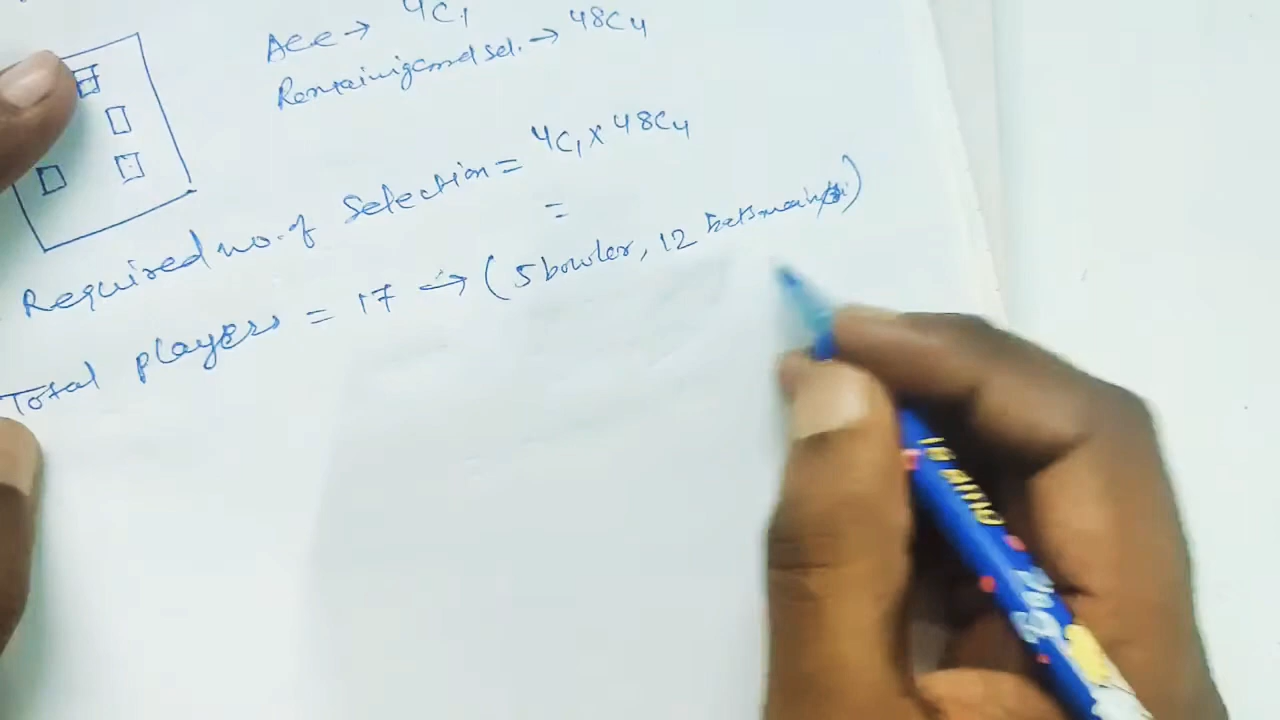 Ace → 4C1
Remaining card sel. → 48C4
Required no. of selection = 4C1 × 48C4
=
Total players = 17 → (5 bowler, 12 batsman)